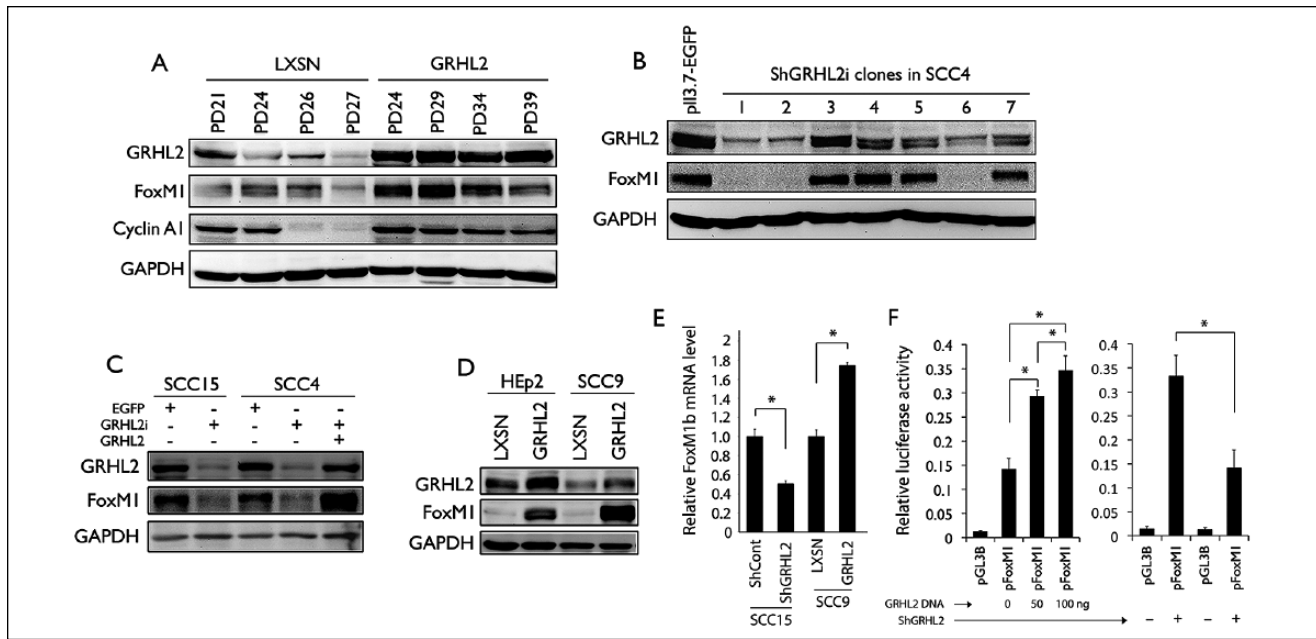 A
LXSN GRHL2
PD21 PD24 PD26 PD27 PD24 PD29 PD34 PD39
GRHL2
FoxM1
Cyclin A1
GAPDH
B
pll3.7-EGFP
ShGRHL2i clones in SCC4
1 2 3 4 5 6 7
GRHL2
FoxM1
GAPDH
C
SCC15 SCC4
EGFP + - + - -
GRHL2i - + - + +
GRHL2 - - - - +
GRHL2
FoxM1
GAPDH
D
HEp2 SCC9
LXSN GRHL2 LXSN GRHL2
GRHL2
FoxM1
GAPDH
E
Relative FoxM1b mRNA level
2
1.8
1.6
1.4
1.2
1.0
0.8
0.6
0.4
0.2
0
* *
ShCont ShGRHL2 LXSN GRHL2
SCC15 SCC9
F
Relative luciferase activity
0.4
0.35
0.3
0.25
0.2
0.15
0.1
0.05
0
* * *
pGL3B pFoxM1 pFoxM1 pFoxM1
GRHL2 DNA → 0 50 100 ng
0.4
0.35
0.3
0.25
0.2
0.15
0.1
0.05
0
*
pGL3B pFoxM1 pGL3B pFoxM1
ShGRHL2 → – + – +